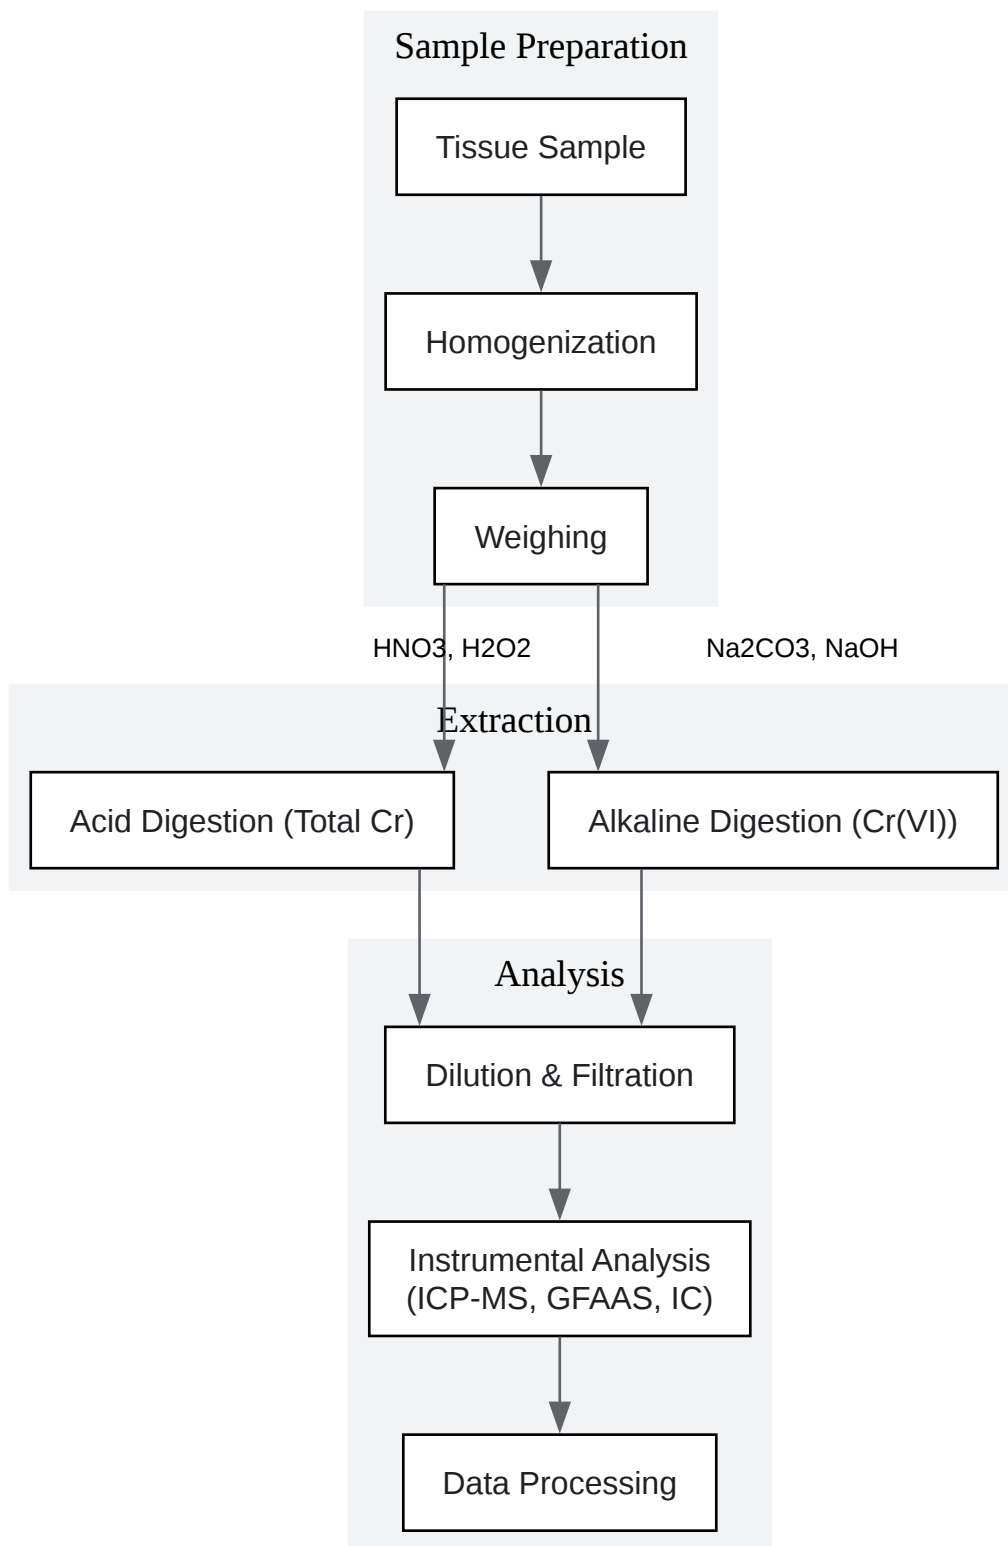 Sample Preparation
Tissue Sample
Homogenization
Weighing
HNO3, H2O2
Na2CO3, NaOH
Extraction
Acid Digestion (Total Cr)
Alkaline Digestion (Cr(VI))
Analysis
Dilution & Filtration
Instrumental Analysis
(ICP-MS, GFAAS, IC)
Data Processing